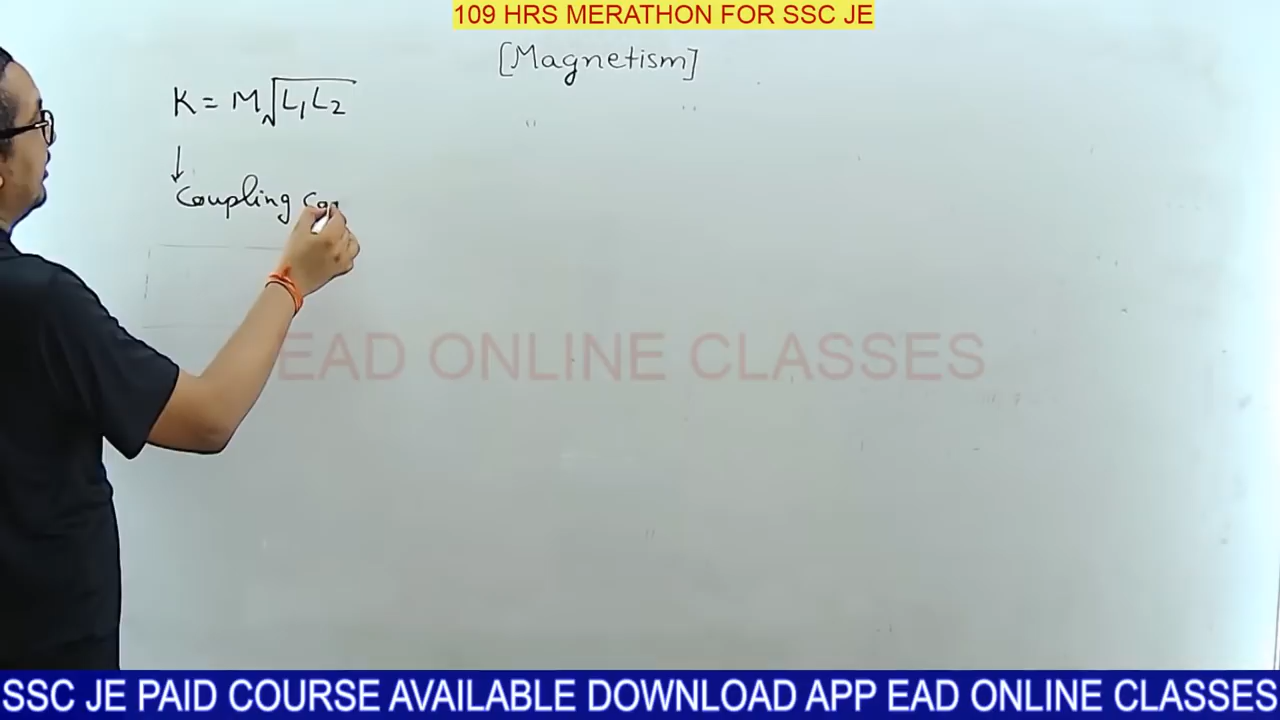 109 HRS MERATHON FOR SSC JE
[Magnetism]
K = M√L₁L₂
↓
Coupling
EAD ONLINE CLASSES
SSC JE PAID COURSE AVAILABLE DOWNLOAD APP EAD ONLINE CLASSES